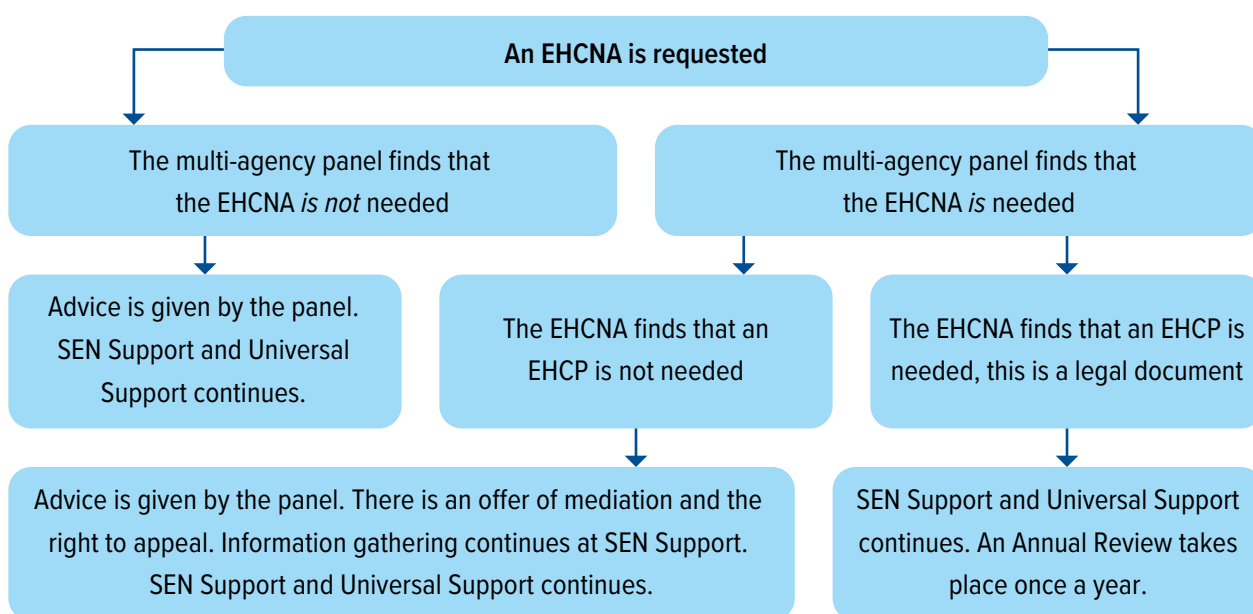 An EHCNA is requested
The multi-agency panel finds that
the EHCNA is not needed
The multi-agency panel finds that
the EHCNA is needed
Advice is given by the panel.
SEN Support and Universal
Support continues.
The EHCNA finds that an
EHCP is not needed
The EHCNA finds that an EHCP is
needed, this is a legal document
Advice is given by the panel. There is an offer of mediation and the
right to appeal. Information gathering continues at SEN Support.
SEN Support and Universal Support continues.
SEN Support and Universal Support
continues. An Annual Review takes
place once a year.